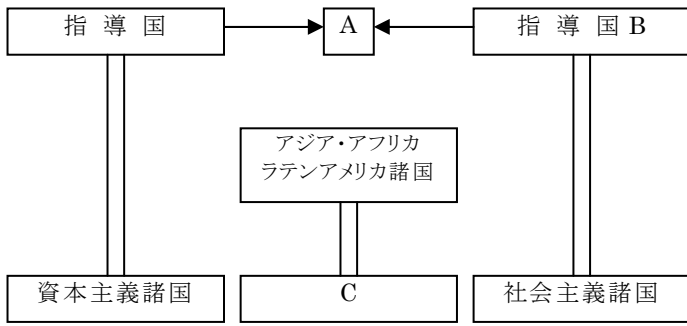 指導国
A
指導国B
アジア・アフリカ
ラテンアメリカ諸国
資本主義諸国
C
社会主義諸国